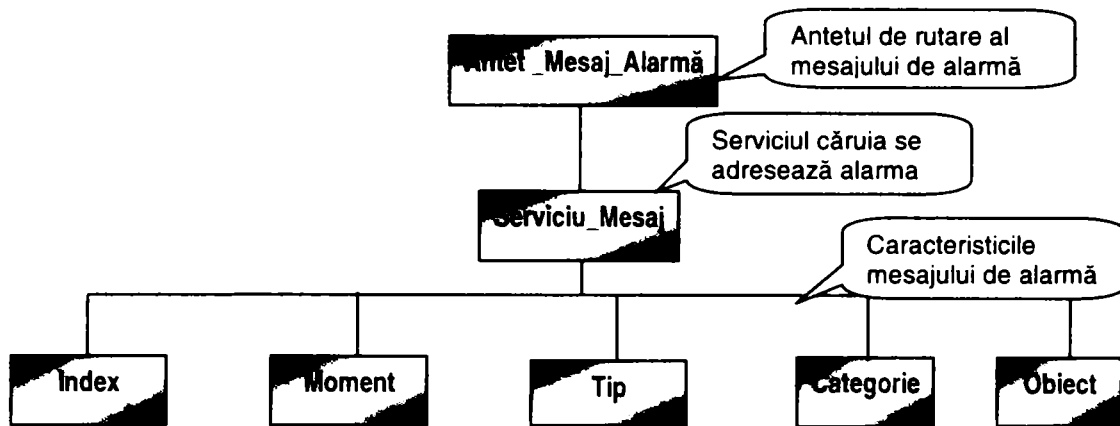 Antet_Mesaj_Alarmă
Antetul de rutare al
mesajului de alarmă
Serviciul căruia se
adresează alarma
Serviciu_Mesaj
Caracteristicile
mesajului de alarmă
Index
Moment
Tip
Categorie
Obiect